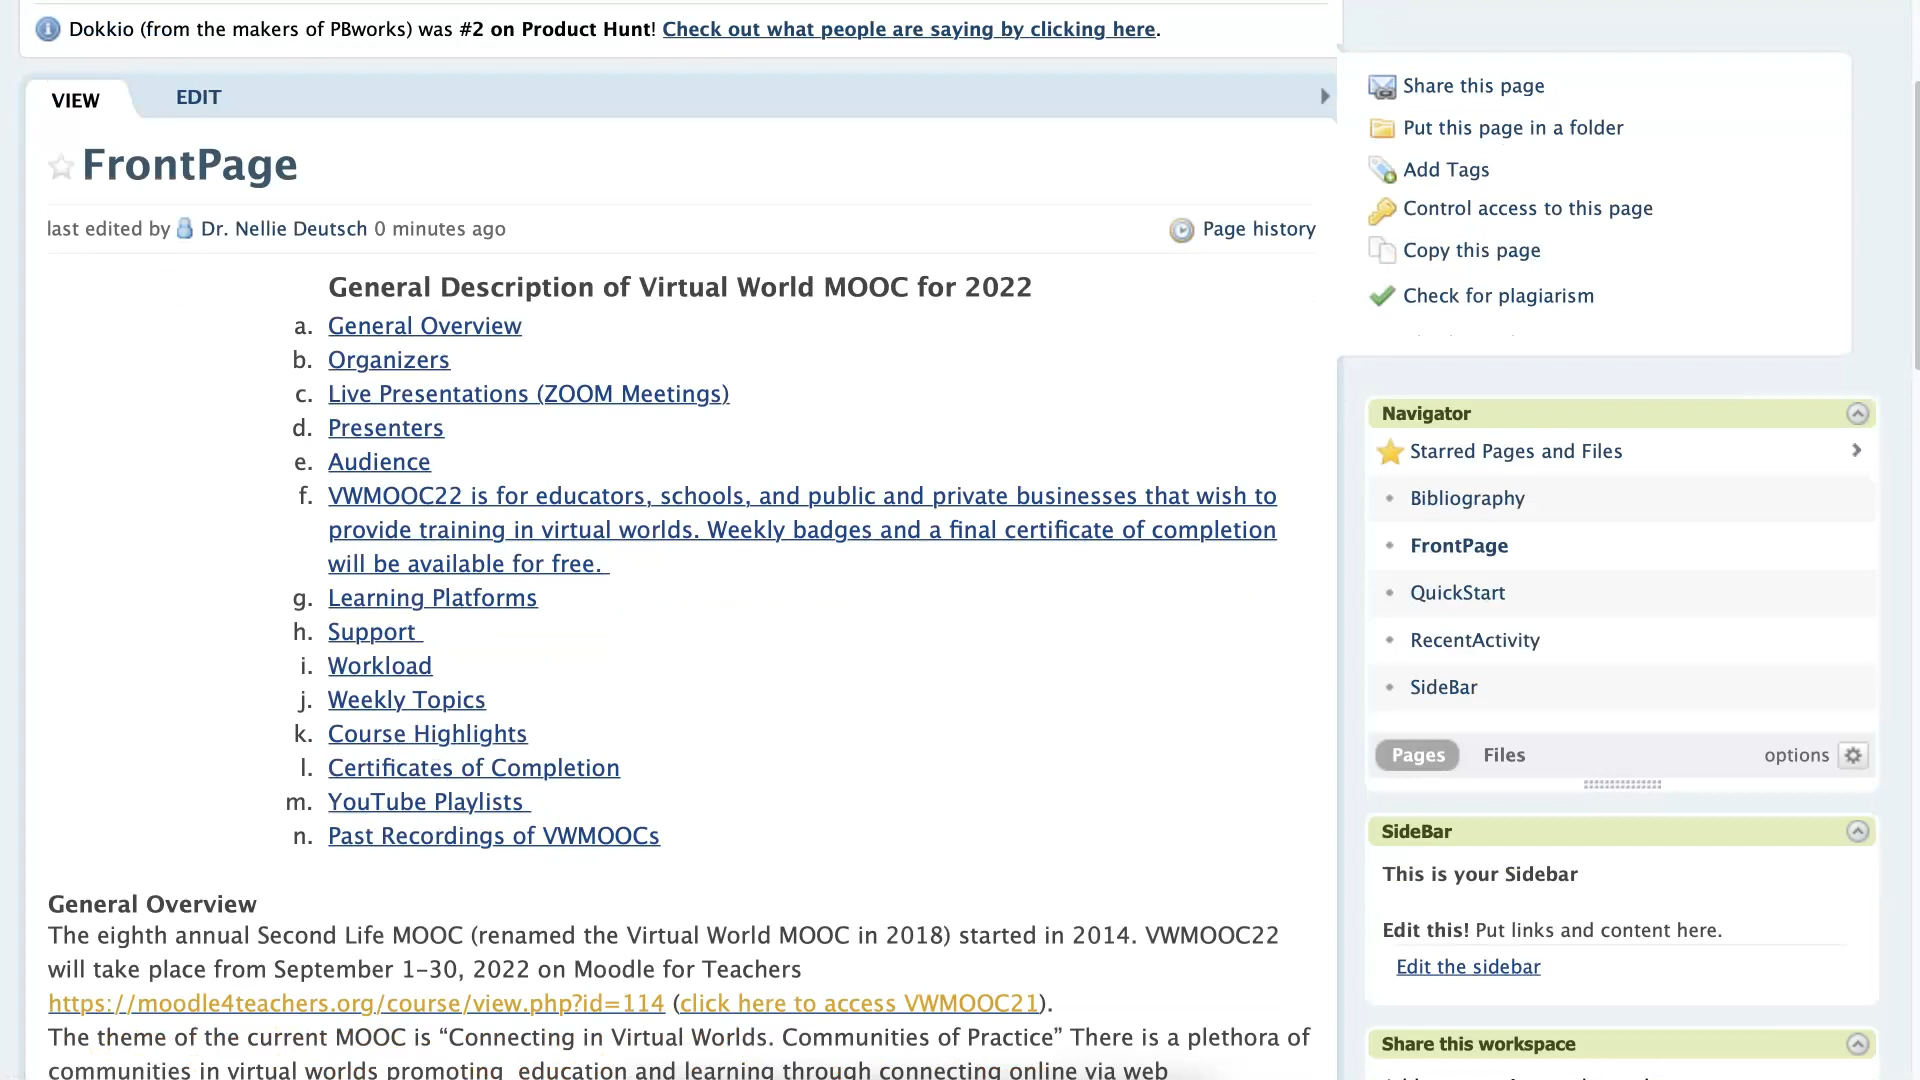 Dokkio (from the makers of PBworks) was #2 on Product Hunt! Check out what people are saying by clicking here.
VIEW
EDIT
FrontPage
last edited by Dr. Nellie Deutsch 0 minutes ago
Page history
General Description of Virtual World MOOC for 2022
a. General Overview
b. Organizers
c. Live Presentations (ZOOM Meetings)
d. Presenters
e. Audience
f. VWMOOC22 is for educators, schools, and public and private businesses that wish to
provide training in virtual worlds. Weekly badges and a final certificate of completion
will be available for free.
g. Learning Platforms
h. Support
i. Workload
j. Weekly Topics
k. Course Highlights
l. Certificates of Completion
m. YouTube Playlists
n. Past Recordings of VWMOOCs
General Overview
The eighth annual Second Life MOOC (renamed the Virtual World MOOC in 2018) started in 2014. VWMOOC22
will take place from September 1-30, 2022 on Moodle for Teachers
https://moodle4teachers.org/course/view.php?id=114 (click here to access VWMOOC21).
The theme of the current MOOC is “Connecting in Virtual Worlds. Communities of Practice” There is a plethora of
communities in virtual worlds promoting education and learning through connecting online via web
Share this page
Put this page in a folder
Add Tags
Control access to this page
Copy this page
Check for plagiarism
Navigator
Starred Pages and Files
Bibliography
FrontPage
QuickStart
RecentActivity
SideBar
Pages
Files
options
SideBar
This is your Sidebar
Edit this! Put links and content here.
Edit the sidebar
Share this workspace